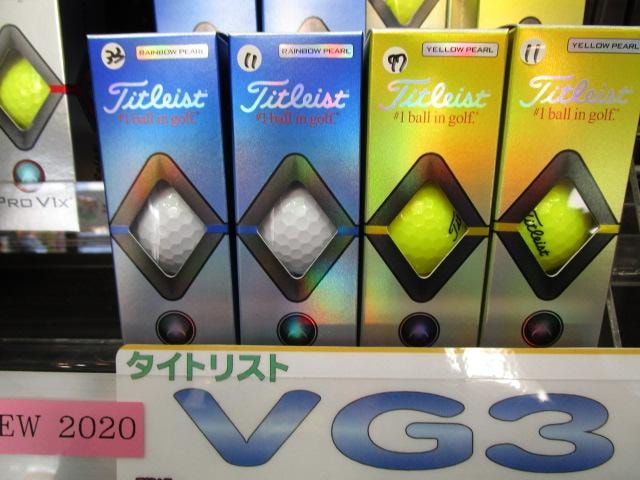 RAINBOW PEARL
Titleist
#1 ball in golf.
RAINBOW PEARL
Titleist
#1 ball in golf.
YELLOW PEARL
Titleist
#1 ball in golf.
YELLOW PEARL
Titleist
#1 ball in golf.
Titleist
PRO V1x
タイトリスト
EW 2020
VG3